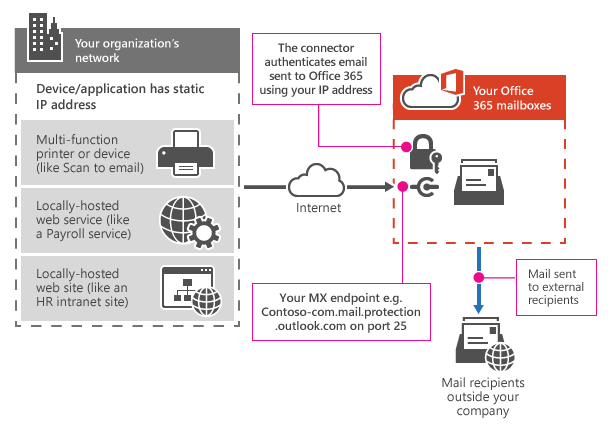 Your organization's
network
Device/application has static
IP address
Multi-function
printer or device
(like Scan to email)
Locally-hosted
web service (like
a Payroll service)
Locally-hosted
web site (like an
HR intranet site)
The connector
authenticates email
sent to Office 365
using your IP address
Internet
Your MX endpoint e.g.
Contoso-com.mail.protection
.outlook.com on port 25
Your Office
365 mailboxes
Mail sent
to external
recipients
Mail recipients
outside your
company